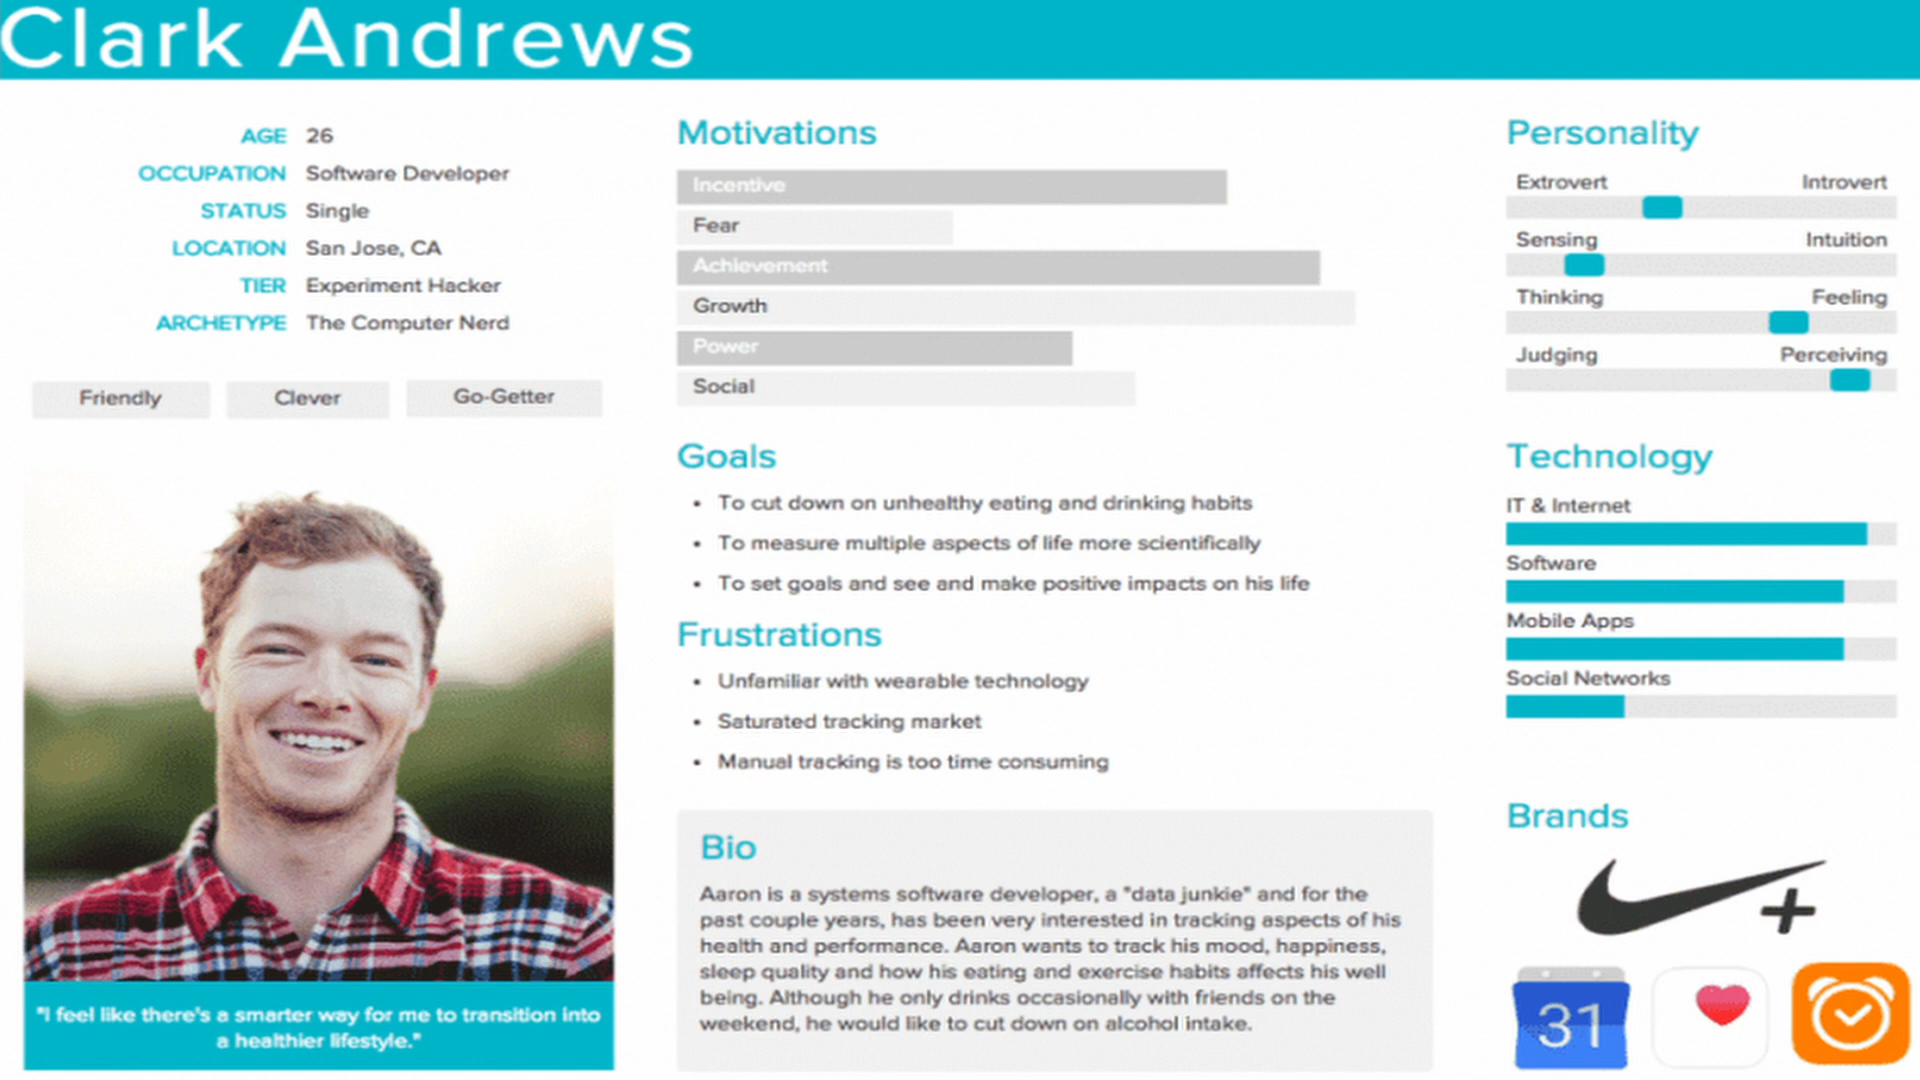 Clark Andrews
AGE 26
OCCUPATION Software Developer
STATUS Single
LOCATION San Jose, CA
TIER Experiment Hacker
ARCHETYPE The Computer Nerd
Friendly Clever Go-Getter
"I feel like there's a smarter way for me to transition into
a healthier lifestyle."
Motivations
Incentive
Fear
Achievement
Growth
Power
Social
Goals
• To cut down on unhealthy eating and drinking habits
• To measure multiple aspects of life more scientifically
• To set goals and see and make positive impacts on his life
Frustrations
• Unfamiliar with wearable technology
• Saturated tracking market
• Manual tracking is too time consuming
Bio
Aaron is a systems software developer, a "data junkie" and for the
past couple years, has been very interested in tracking aspects of his
health and performance. Aaron wants to track his mood, happiness,
sleep quality and how his eating and exercise habits affects his well
being. Although he only drinks occasionally with friends on the
weekend, he would like to cut down on alcohol intake.
Personality
Extrovert Introvert
Sensing Intuition
Thinking Feeling
Judging Perceiving
Technology
IT & Internet
Software
Mobile Apps
Social Networks
Brands
+
31